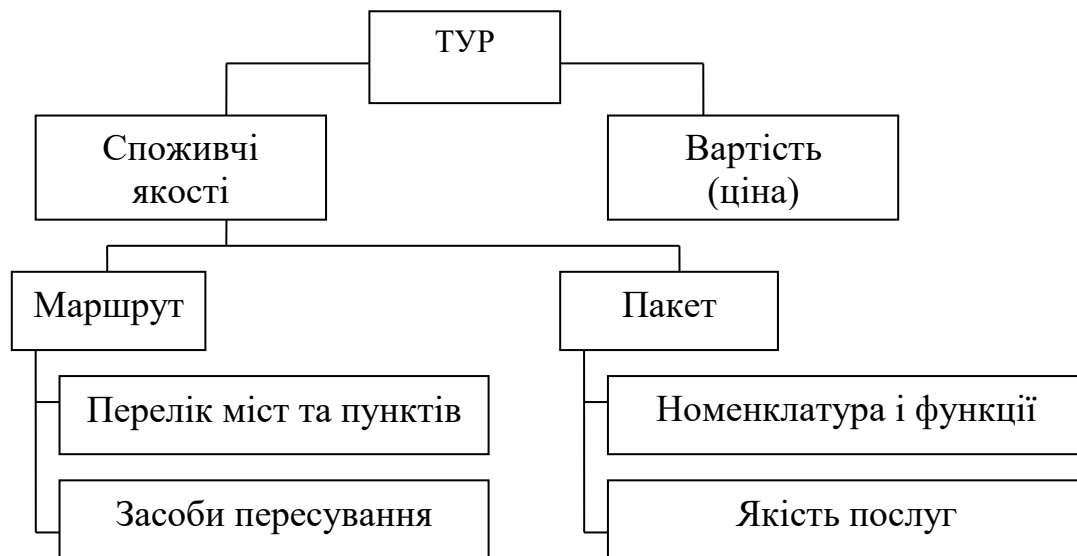 ТУР
Споживчі
якості
Вартість
(ціна)
Маршрут
Пакет
Перелік міст та пунктів
Номенклатура і функції
Засоби пересування
Якість послуг